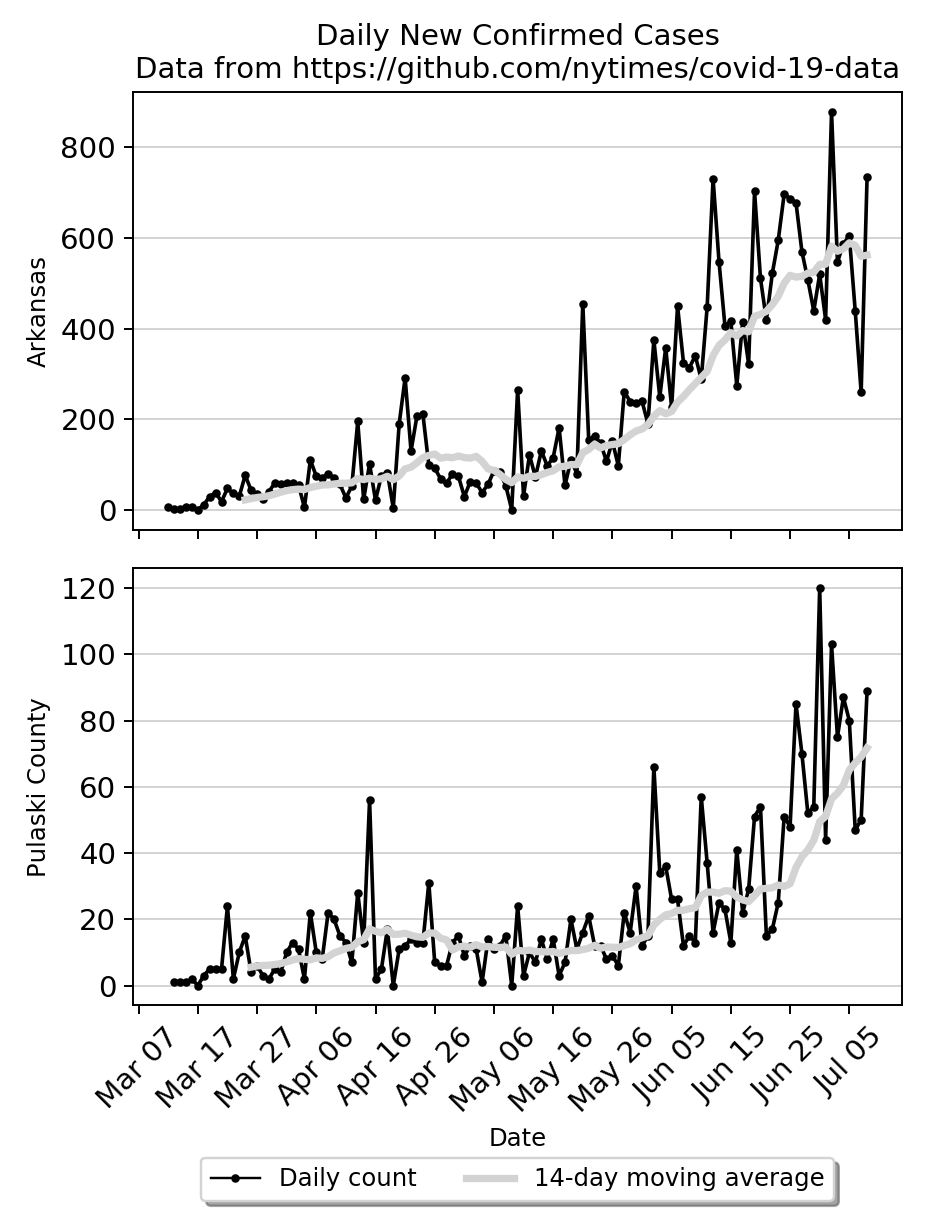 Daily New Confirmed Cases
Data from https://github.com/nytimes/covid-19-data
800
600
400
200
0
Arkansas
120
100
80
60
40
20
0
Pulaski County
Mar 07
Mar 17
Mar 27
Apr 06
Apr 16
Apr 26
May 06
May 16
May 26
Jun 05
Jun 15
Jun 25
Jul 05
Date
Daily count
14-day moving average